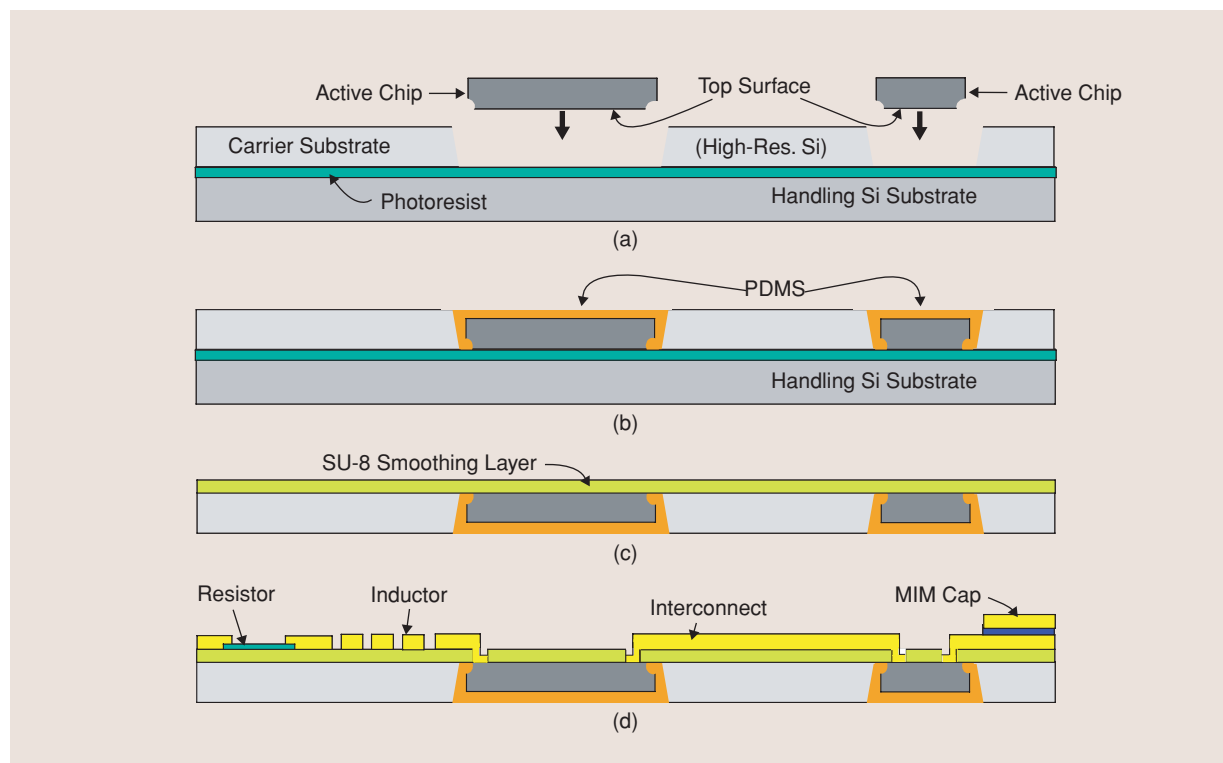 Active Chip
Top Surface
Active Chip
Carrier Substrate
(High-Res. Si)
Photoresist
Handling Si Substrate
(a)
PDMS
Handling Si Substrate
(b)
SU-8 Smoothing Layer
(c)
Resistor
Inductor
Interconnect
MIM Cap
(d)